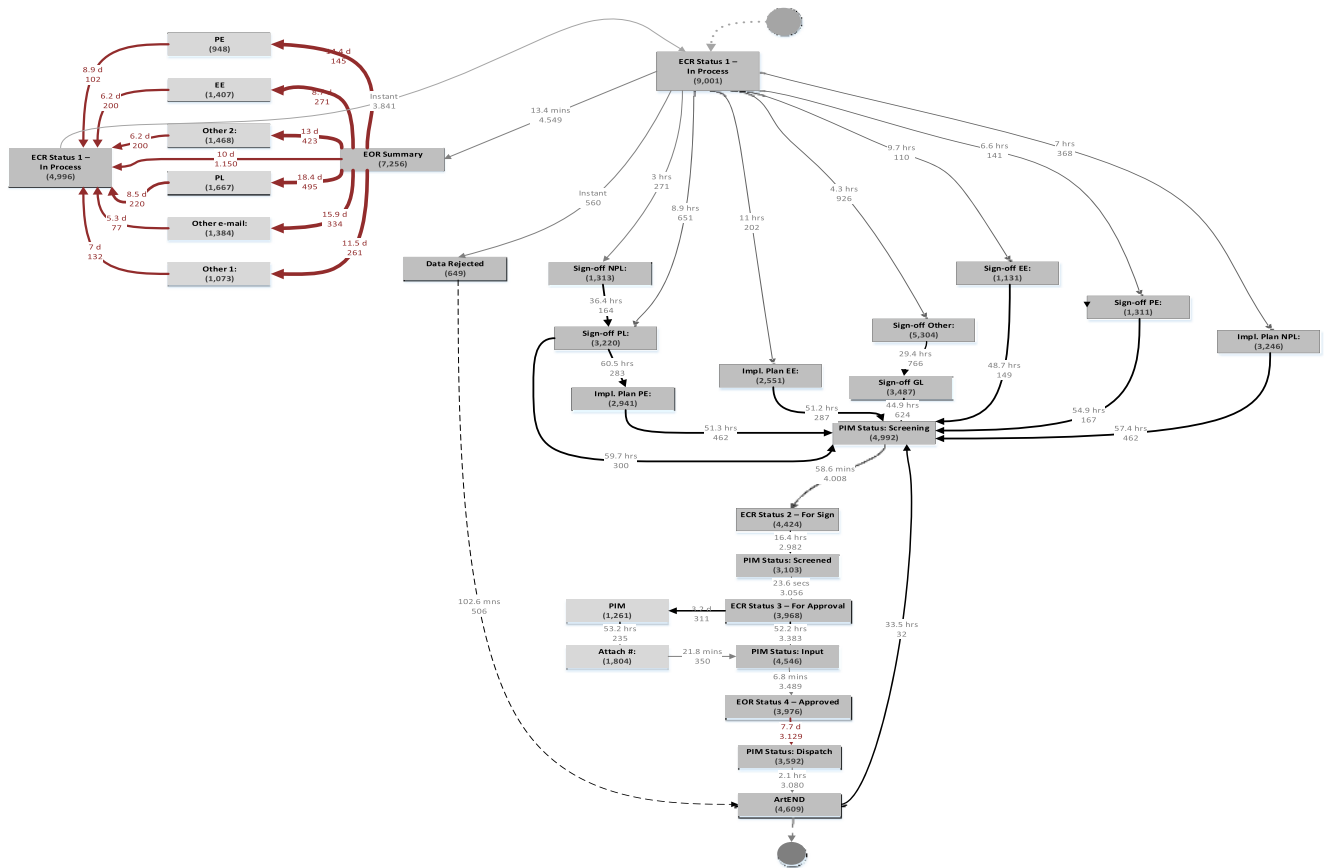 PE
(948)
14.4 d
145
8.9 d
102
EE
(1,407)
271
6.2 d
200
Instant
3.841
Other 2:
(1,468)
13 d
423
6.2 d
200
ECR Status 1 –
In Process
(4,996)
10 d
1.150
EOR Summary
(7,256)
PL
(1,667)
18.4 d
495
8.5 d
220
Other e-mail:
(1,384)
15.9 d
334
5.3 d
77
11.5 d
261
7 d
132
Other 1:
(1,073)
ECR Status 1 –
In Process
(9,001)
13.4 mins
4.549
Instant
560
3 hrs
271
8.9 hrs
651
11 hrs
202
4.3 hrs
926
9.7 hrs
110
6.6 hrs
141
7 hrs
368
Data Rejected
(649)
Sign-off NPL:
(1,313)
36.4 hrs
164
Sign-off PL:
(3,220)
60.5 hrs
283
Impl. Plan PE:
(2,941)
Impl. Plan EE:
(2,551)
Sign-off Other:
(5,304)
29.4 hrs
766
Sign-off GL
(3,487)
44.9 hrs
624
Sign-off EE:
(1,131)
48.7 hrs
149
Sign-off PE:
(1,311)
54.9 hrs
167
Impl. Plan NPL:
(3,246)
57.4 hrs
462
51.2 hrs
287
51.3 hrs
462
59.7 hrs
300
PIM Status: Screening
(4,992)
58.6 mins
4.008
ECR Status 2 – For Sign
(4,424)
16.4 hrs
2.982
PIM Status: Screened
(3,103)
23.6 secs
3.056
ECR Status 3 – For Approval
(3,968)
3.2 d
311
PIM
(1,261)
53.2 hrs
235
52.2 hrs
3.383
Attach #:
(1,804)
21.8 mins
350
PIM Status: Input
(4,546)
6.8 mins
3.489
EOR Status 4 – Approved
(3,976)
7.7 d
3.129
PIM Status: Dispatch
(3,592)
2.1 hrs
3.080
ArtEND
(4,609)
102.6 mns
506
33.5 hrs
32